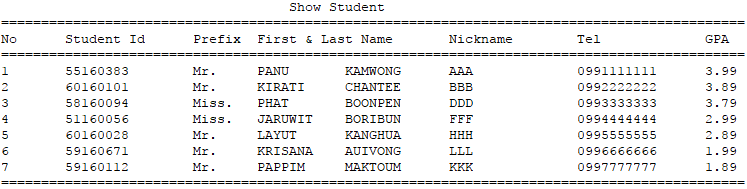 Show Student
================================================================================
No Student Id Prefix First & Last Name Nickname Tel GPA
================================================================================
1 55160383 Mr. PANU KAMWONG AAA 0991111111 3.99
2 60160101 Mr. KIRATI CHANTEE BBB 0992222222 3.89
3 58160094 Miss. PHAT BOONPEN DDD 0993333333 3.79
4 51160056 Miss. JARUWIT BORIBUN FFF 0994444444 2.99
5 60160028 Mr. LAYUT KANGHUA HHH 0995555555 2.89
6 59160671 Mr. KRISANA AUIVONG LLL 0996666666 1.99
7 59160112 Mr. PAPPIM MAKTOUM KKK 0997777777 1.89
================================================================================